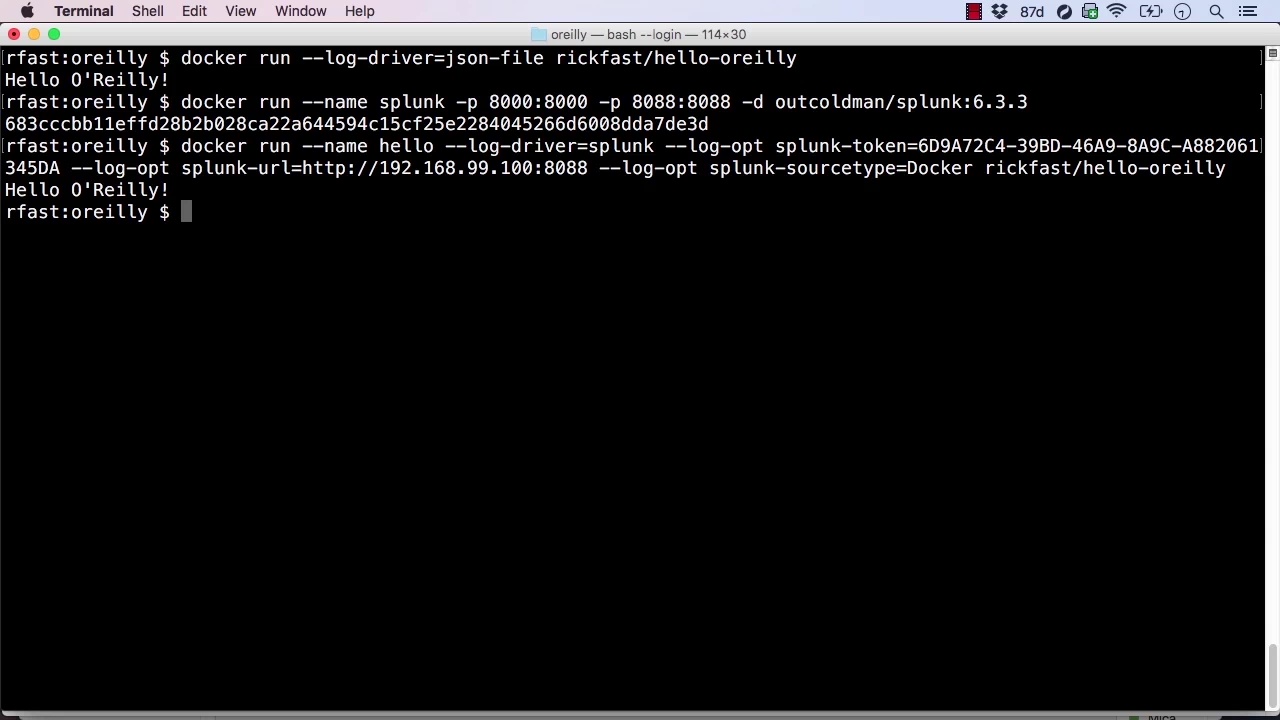 Terminal Shell Edit View Window Help 87d
oreilly — bash --login — 114×30
rfast:oreilly $ docker run --log-driver=json-file rickfast/hello-oreilly
Hello O'Reilly!
rfast:oreilly $ docker run --name splunk -p 8000:8000 -p 8088:8088 -d outcoldman/splunk:6.3.3
683cccbb11effd28b2b028ca22a644594c15cf25e2284045266d6008dda7de3d
rfast:oreilly $ docker run --name hello --log-driver=splunk --log-opt splunk-token=6D9A72C4-39BD-46A9-8A9C-A882061
345DA --log-opt splunk-url=http://192.168.99.100:8088 --log-opt splunk-sourcetype=Docker rickfast/hello-oreilly
Hello O'Reilly!
rfast:oreilly $